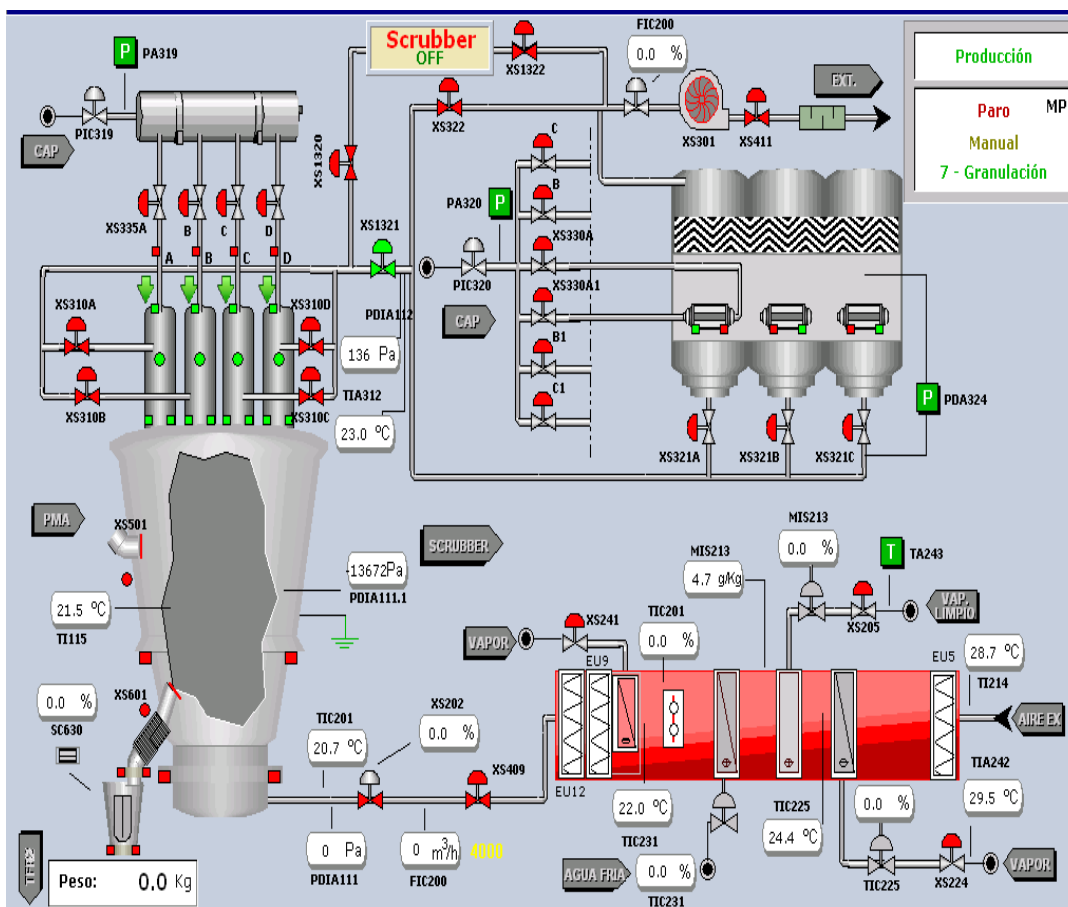 Scrubber
OFF
XS1322
FIC200
0.0 %
Producción
P
PA319
PIC319
CAP
XS322
XS301
XS411
EXT.
Paro
MP
Manual
7 - Granulación
XS1320
C
B
XS330A
PA320
P
XS335A
B
C
D
A
B
C
D
XS1321
PIC320
XS330A1
CAP
B1
C1
XS310A
XS310D
PDIA112
136 Pa
TIA312
23.0 ºC
XS310B
XS310C
P
PDA324
XS321A
XS321B
XS321C
PMA
XS501
SCRUBBER
-13672Pa
PDIA111.1
21.5 ºC
TI115
MIS213
0.0 %
T
TA243
MIS213
4.7 g/Kg
XS205
VAP.
LIMPIO
XS241
VAPOR
TIC201
0.0 %
EU9
EU5
28.7 ºC
TI214
AIRE EX
0.0 %
SC630
XS601
TIC201
20.7 ºC
XS202
0.0 %
XS409
EU12
22.0 ºC
TIC231
TIC225
24.4 ºC
TIA242
29.5 ºC
0.0 %
0 Pa
PDIA111
0 m³/h
4000
FIC200
AGUA FRIA
0.0 %
TIC231
TIC225
XS224
VAPOR
Peso: 0.0 Kg